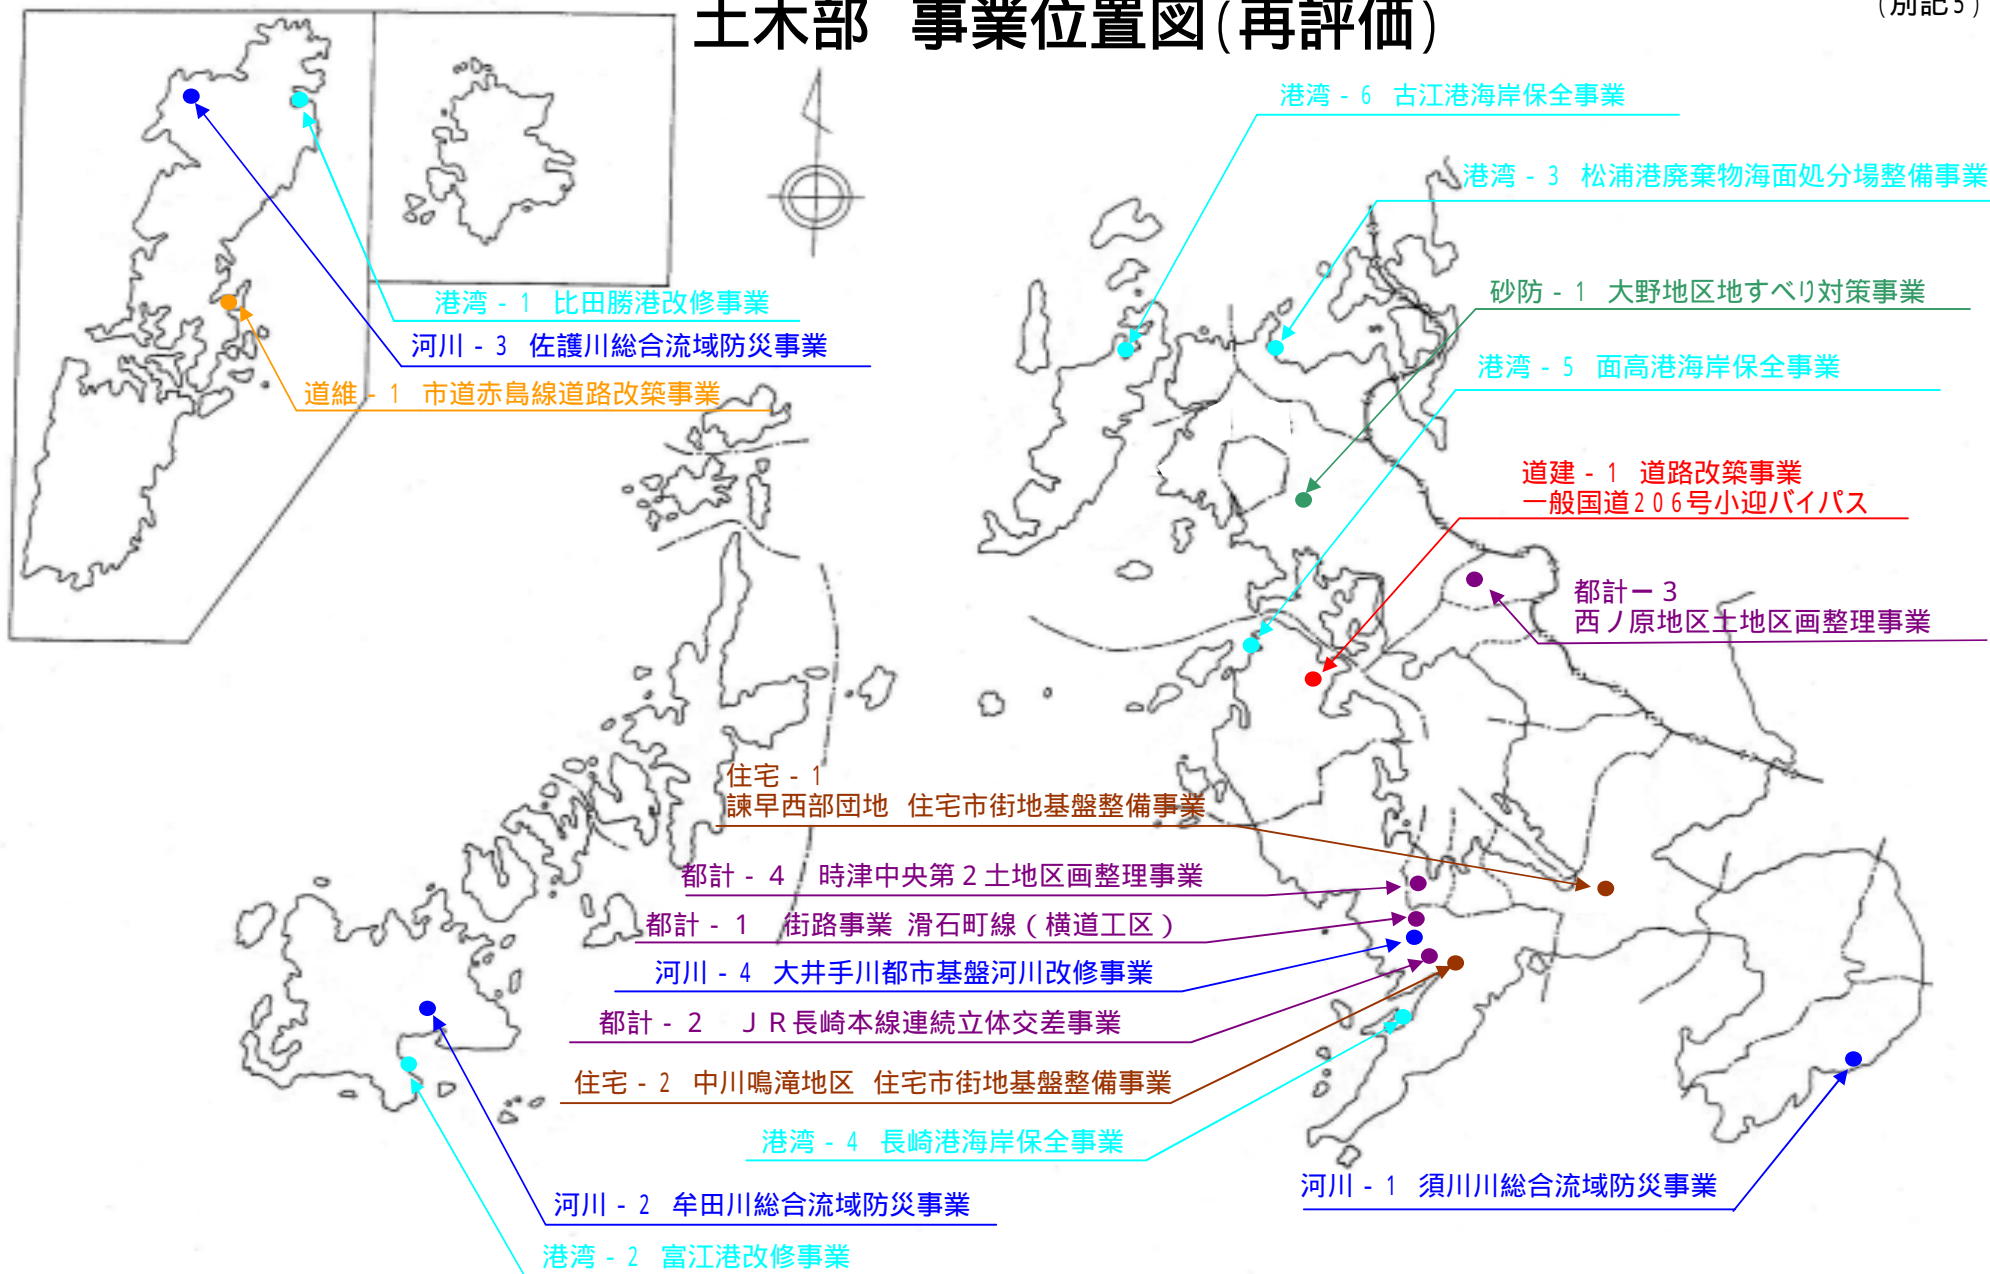 土木部　事業位置図(再評価)
(別記5)
港湾 - 6　古江港海岸保全事業
港湾 - 3　松浦港廃棄物海面処分場整備事業
砂防 - 1　大野地区地すべり対策事業
港湾 - 5　面高港海岸保全事業
道建 - 1　道路改築事業
一般国道206号小迎バイパス
都計ー３
西ノ原地区土地区画整理事業
港湾 - 1　比田勝港改修事業
河川 - 3　佐護川総合流域防災事業
道維 - 1　市道赤島線道路改築事業
住宅 - 1
諫早西部団地　住宅市街地基盤整備事業
都計 - ４　時津中央第２土地区画整理事業
都計 - １　街路事業 滑石町線（横道工区）
河川 - 4　大井手川都市基盤河川改修事業
都計 - ２　ＪＲ長崎本線連続立体交差事業
住宅 - 2　中川鳴滝地区　住宅市街地基盤整備事業
港湾 - 4　長崎港海岸保全事業
河川 - 1　須川川総合流域防災事業
河川 - 2　牟田川総合流域防災事業
港湾 - 2　富江港改修事業